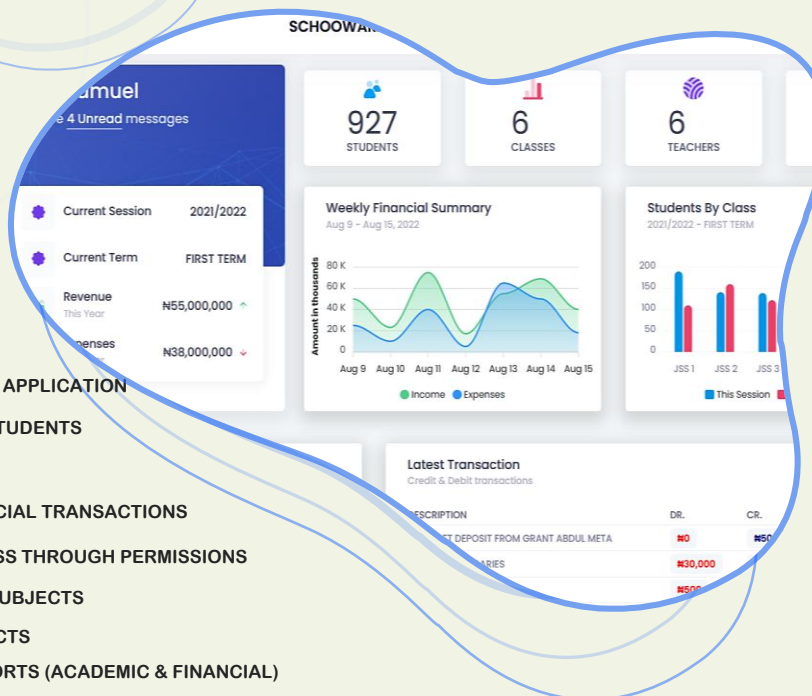 SCHOOWA
muel
4 Unread messages
927
STUDENTS
6
CLASSES
6
TEACHERS
Current Session 2021/2022
Current Term FIRST TERM
Revenue
This Year
₦55,000,000
penses
₦38,000,000
Weekly Financial Summary
Aug 9 - Aug 15, 2022
Amount in thousands
80 K
60 K
40 K
20 K
0
Aug 9 Aug 10 Aug 11 Aug 12 Aug 13 Aug 14 Aug 15
Income Expenses
Students By Class
2021/2022 - FIRST TERM
200
150
100
50
0
JSS 1 JSS 2 JSS 3
This Session
APPLICATION
TUDENTS
CIAL TRANSACTIONS
SS THROUGH PERMISSIONS
UBJECTS
CTS
ORTS (ACADEMIC & FINANCIAL)
Latest Transaction
Credit & Debit transactions
ESCRIPTION DR. CR.
T DEPOSIT FROM GRANT ABDUL META ₦0 ₦50
ARIES ₦30,000
₦500